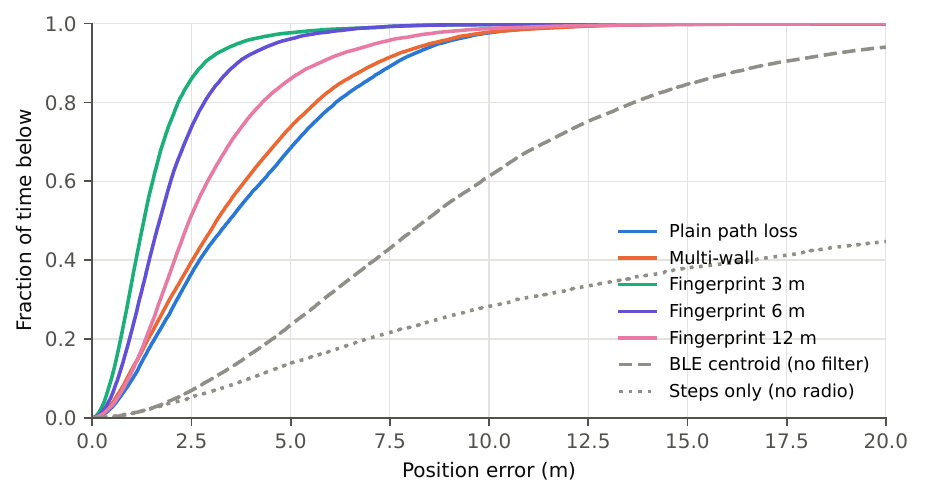 1.0
0.8
0.6
0.4
0.2
0.0
Fraction of time below
Plain path loss
Multi-wall
Fingerprint 3 m
Fingerprint 6 m
Fingerprint 12 m
BLE centroid (no filter)
Steps only (no radio)
0.0 2.5 5.0 7.5 10.0 12.5 15.0 17.5 20.0
Position error (m)